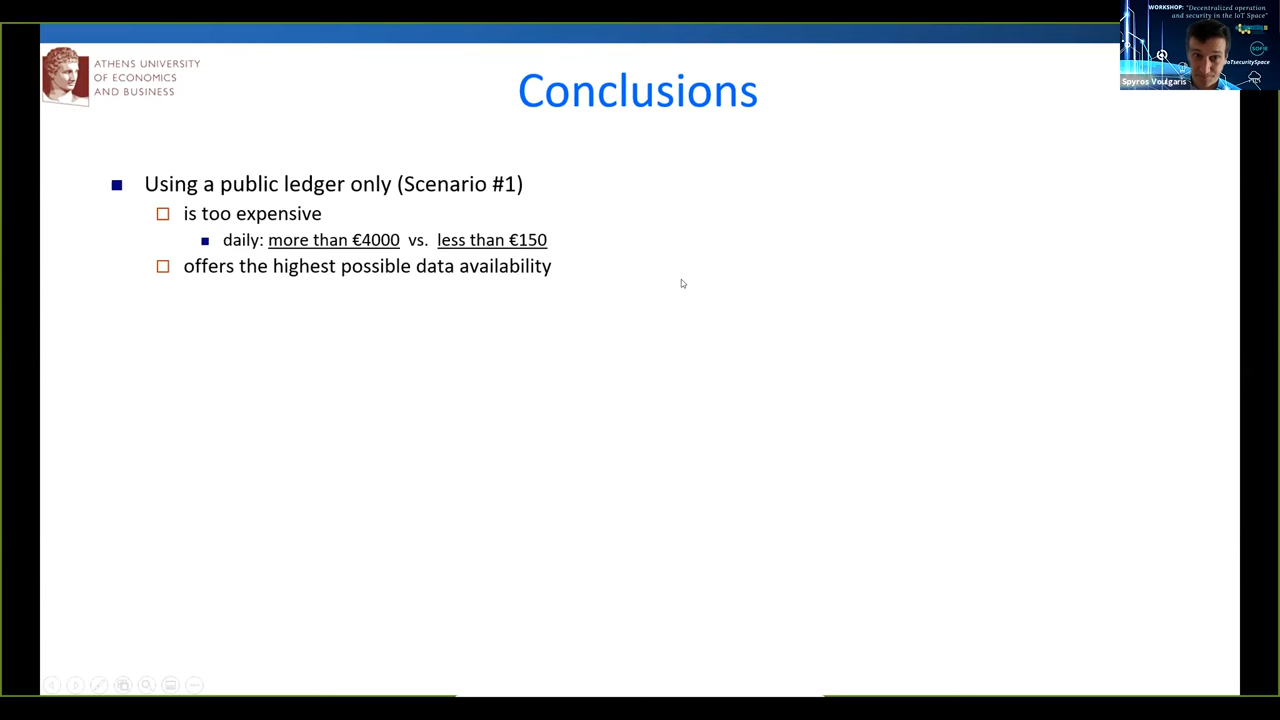 WORKSHOP: "Decentralized operation
and security in the IoT Space"
SOFIE
IoTsecuritySpace
Spyros Voulgaris
ATHENS UNIVERSITY
OF ECONOMICS
AND BUSINESS
Conclusions
Using a public ledger only (Scenario #1)
is too expensive
daily: more than €4000 vs. less than €150
offers the highest possible data availability